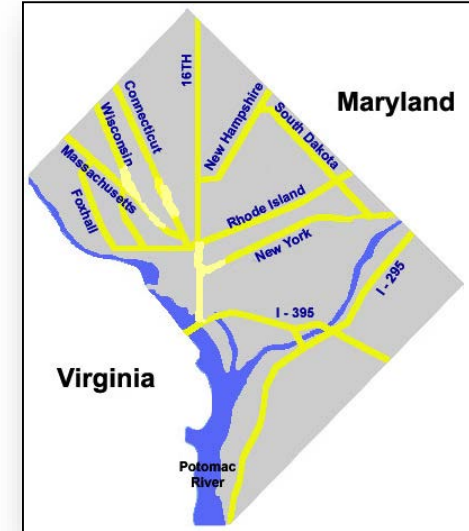 16TH
Connecticut
Wisconsin
Massachusetts
Foxhall
New Hampshire
South Dakota
Maryland
Rhode Island
New York
I - 395
I - 295
Virginia
Potomac
River